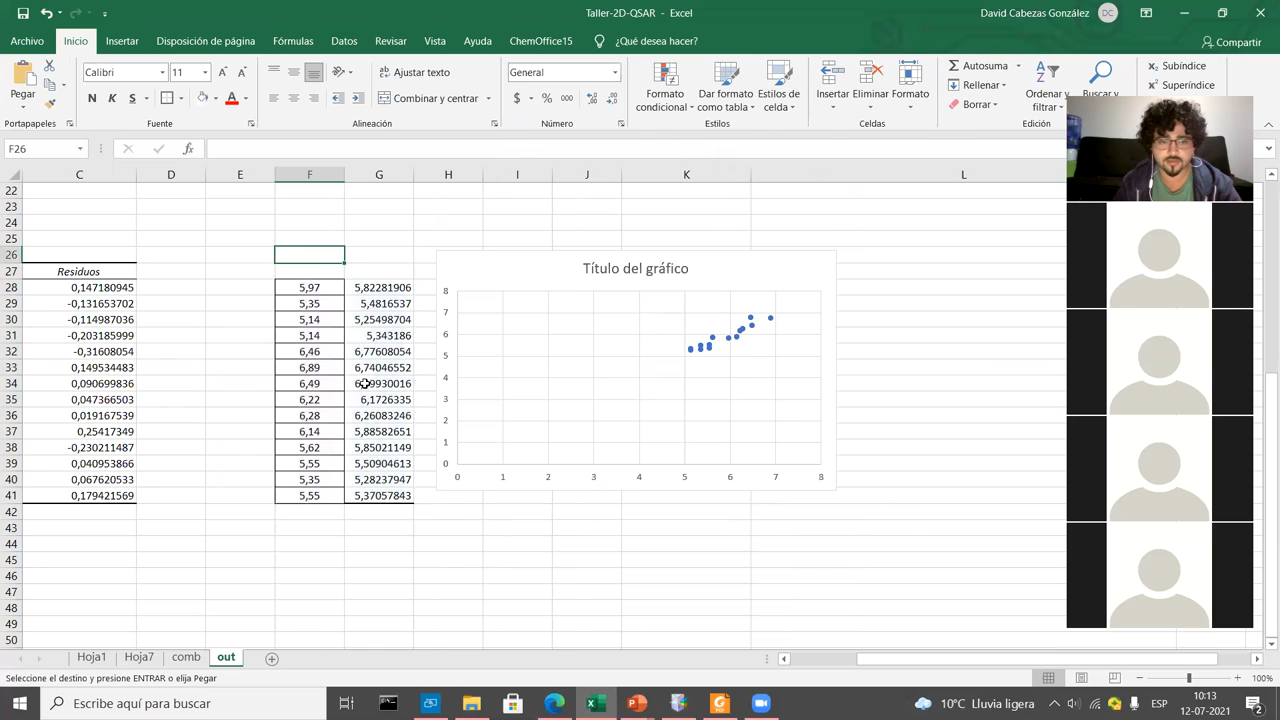 Taller-2D-QSAR - Excel
David Cabezas González
DC
Archivo Inicio Insertar Disposición de página Fórmulas Datos Revisar Vista Ayuda ChemOffice15 ¿Qué desea hacer? Compartir
Pegar
Calibri 11
N K S
Ajustar texto
Combinar y centrar
General
Formato condicional
Dar formato como tabla
Estilos de celda
Insertar
Eliminar
Formato
Autosuma
Rellenar
Borrar
Ordenar y filtrar
Buscar y
Subíndice
Superíndice
Portapapeles Fuente Alineación Número Estilos Celdas Edición
F26
fx
C D E F G H I J K L
22
23
24
25
26
27 Residuos
28 0,147180945 5,97 5,82281906
29 -0,131653702 5,35 5,4816537
30 -0,114987036 5,14 5,25498704
31 -0,203185999 5,14 5,343186
32 -0,31608054 6,46 6,77608054
33 0,149534483 6,89 6,74046552
34 0,090699836 6,49
35 0,047366503 6,22 6,1726335
36 0,019167539 6,28 6,26083246
37 0,25417349 6,14 5,88582651
38 -0,230211487 5,62 5,85021149
39 0,040953866 5,55 5,50904613
40 0,067620533 5,35 5,28237947
41 0,179421569 5,55 5,37057843
42
43
44
45
46
47
48
49
50
Título del gráfico
8
7
6
5
4
3
2
1
0
0 1 2 3 4 5 6 7 8
Hoja1 Hoja7 comb out
Seleccione el destino y presione ENTRAR o elija Pegar
100%
Escribe aquí para buscar
10°C Lluvia ligera
ESP
10:13
12-07-2021
2